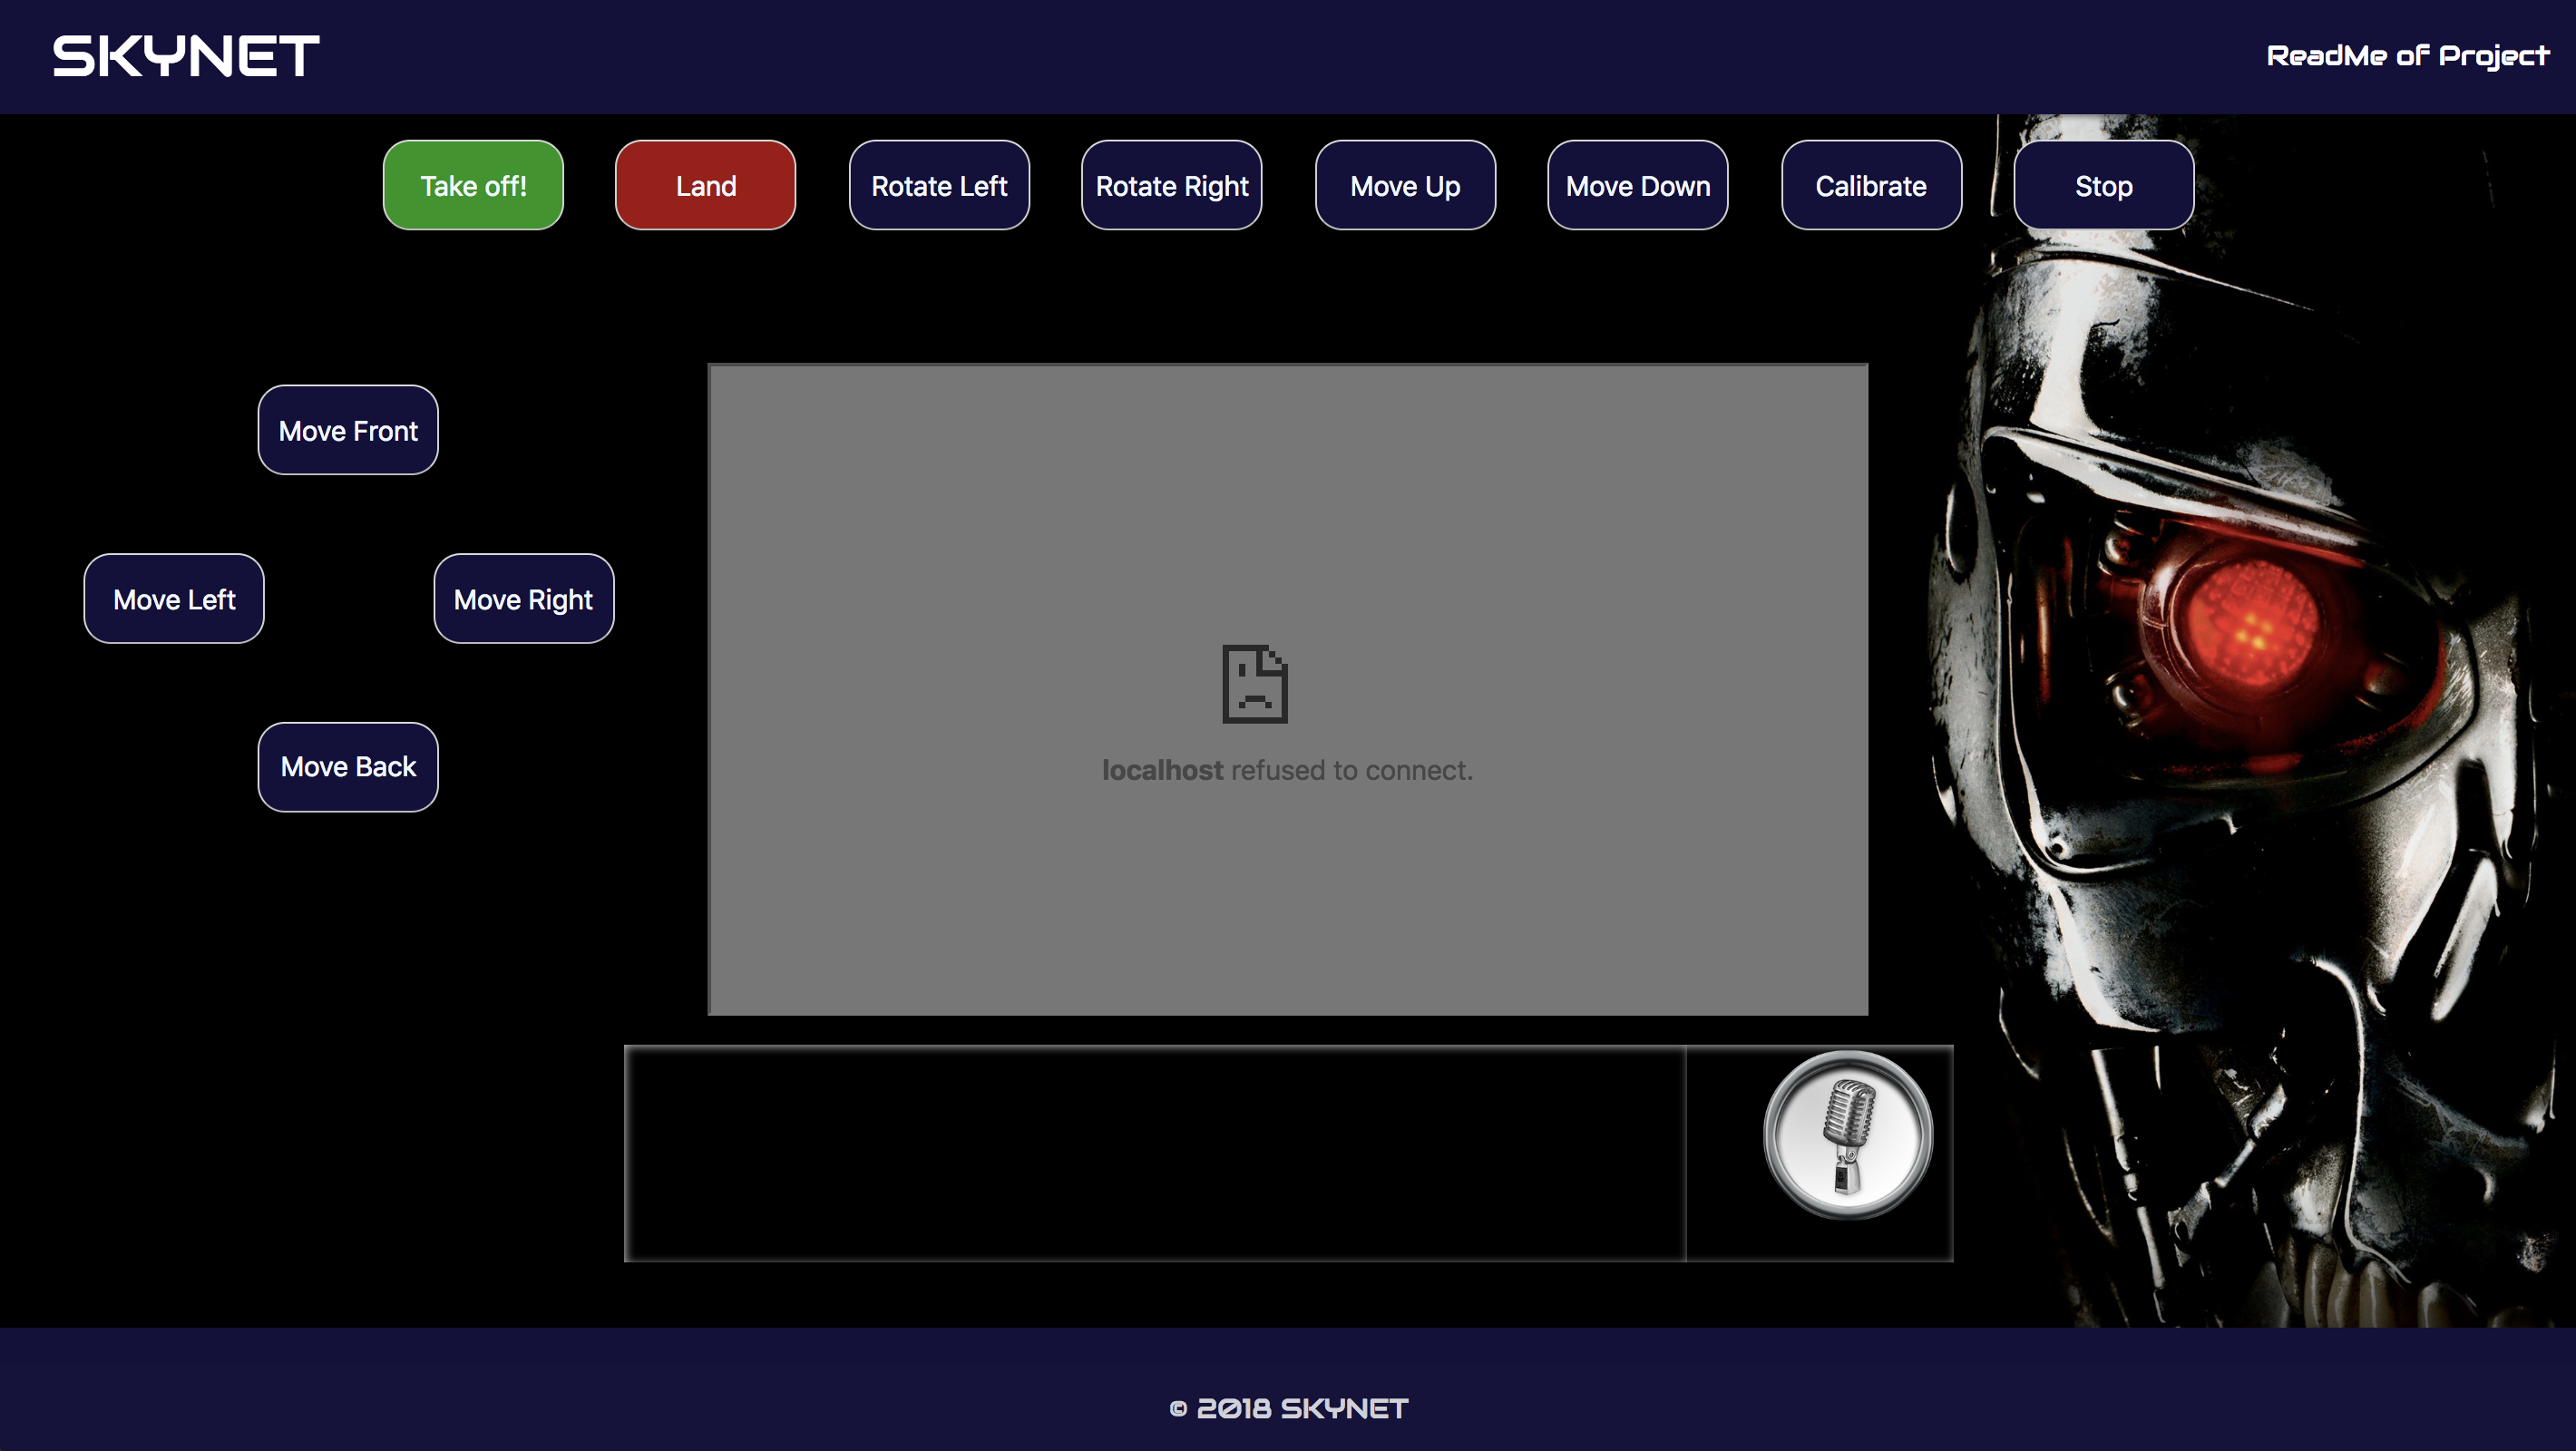 SKYNET
ReadMe of Project
Take off!
Land
Rotate Left
Rotate Right
Move Up
Move Down
Calibrate
Stop
Move Front
Move Left
Move Right
Move Back
localhost refused to connect.
© 2018 SKYNET